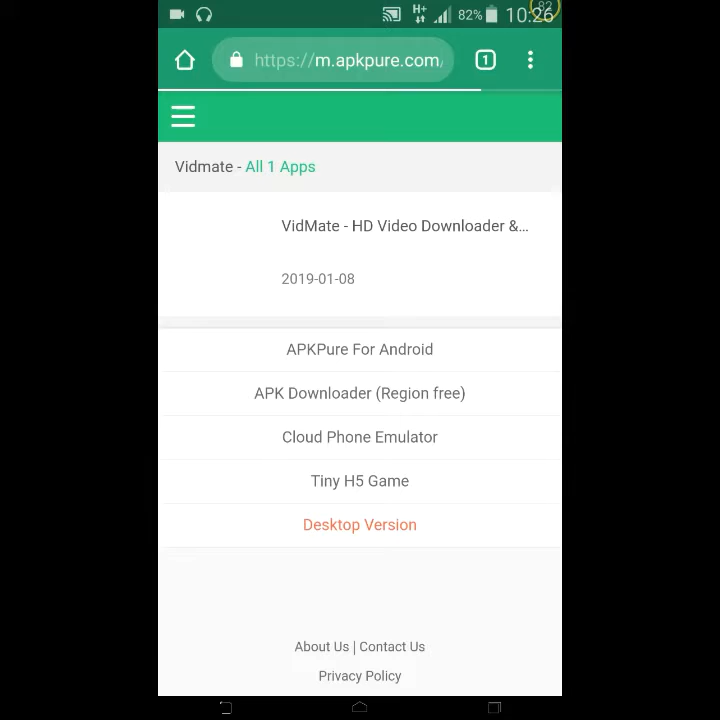 H+ 82% 10:26
82
https://m.apkpure.com/
1
Vidmate - All 1 Apps
VidMate - HD Video Downloader &...
2019-01-08
APKPure For Android
APK Downloader (Region free)
Cloud Phone Emulator
Tiny H5 Game
Desktop Version
About Us | Contact Us
Privacy Policy